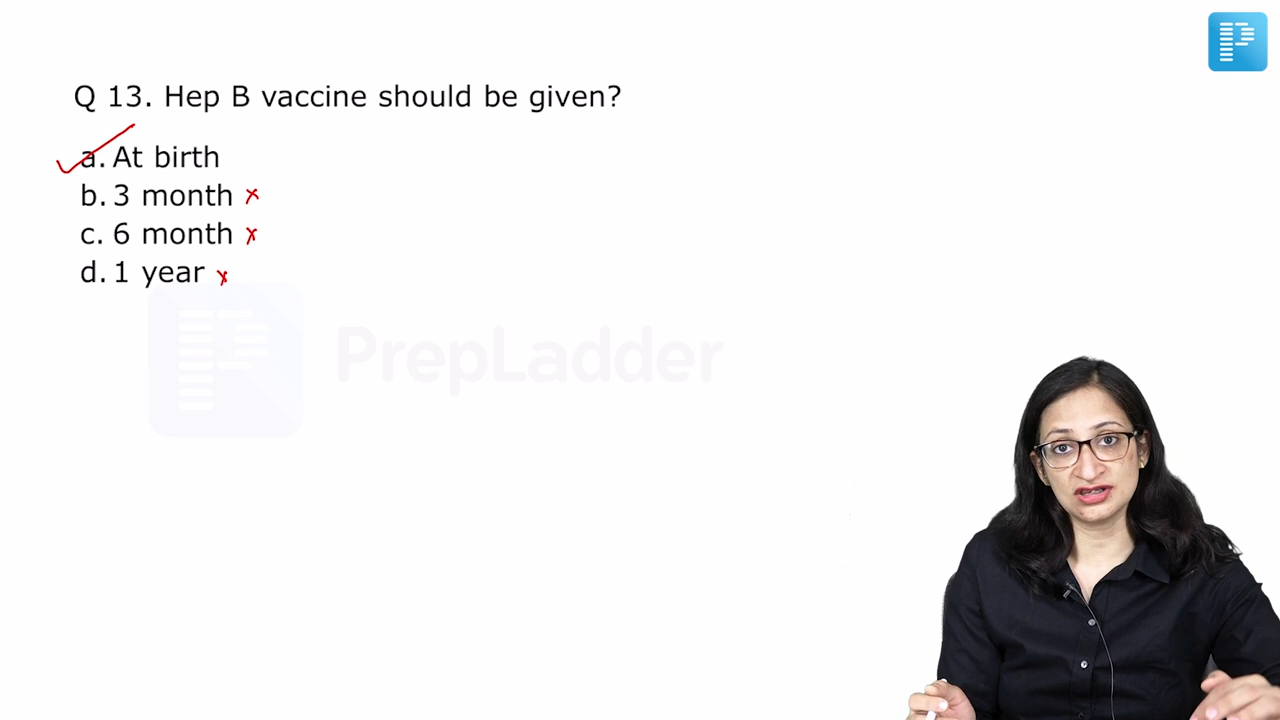 Q 13. Hep B vaccine should be given?
a. At birth
b. 3 month x
c. 6 month x
d. 1 year x
PrepLadder